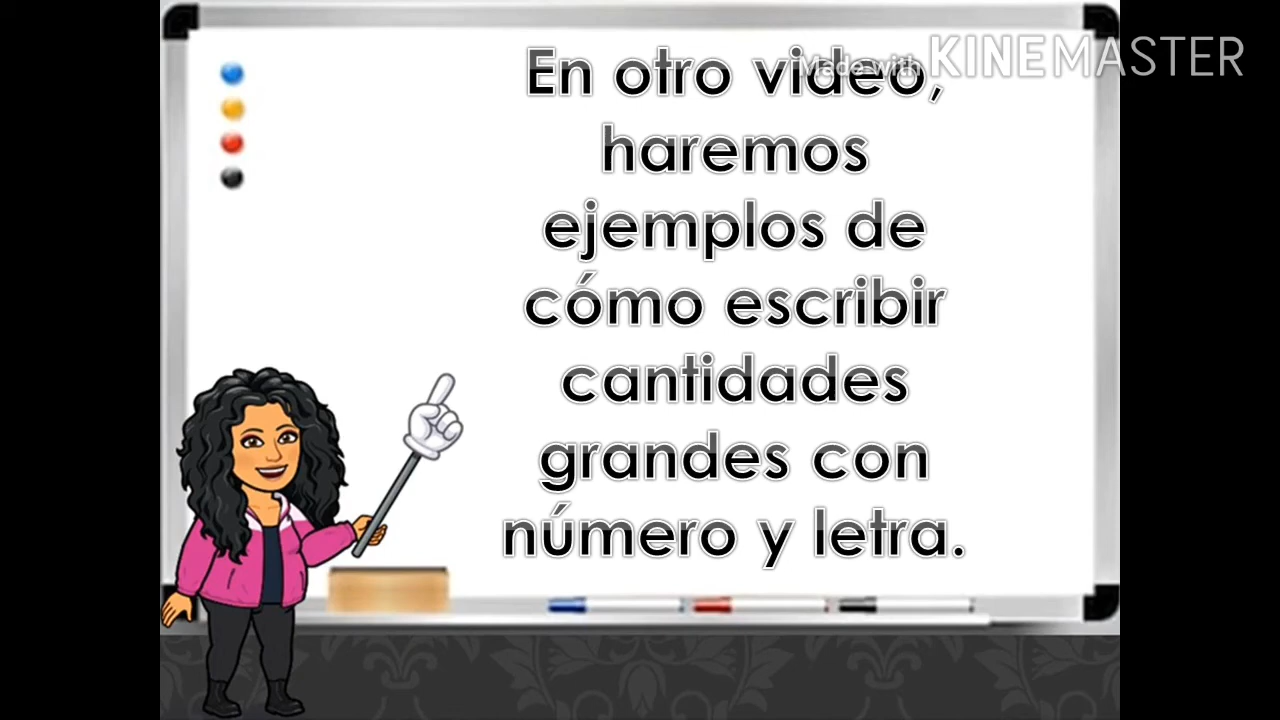 Made with KINEMASTER
En otro video,
haremos
ejemplos de
cómo escribir
cantidades
grandes con
número y letra.